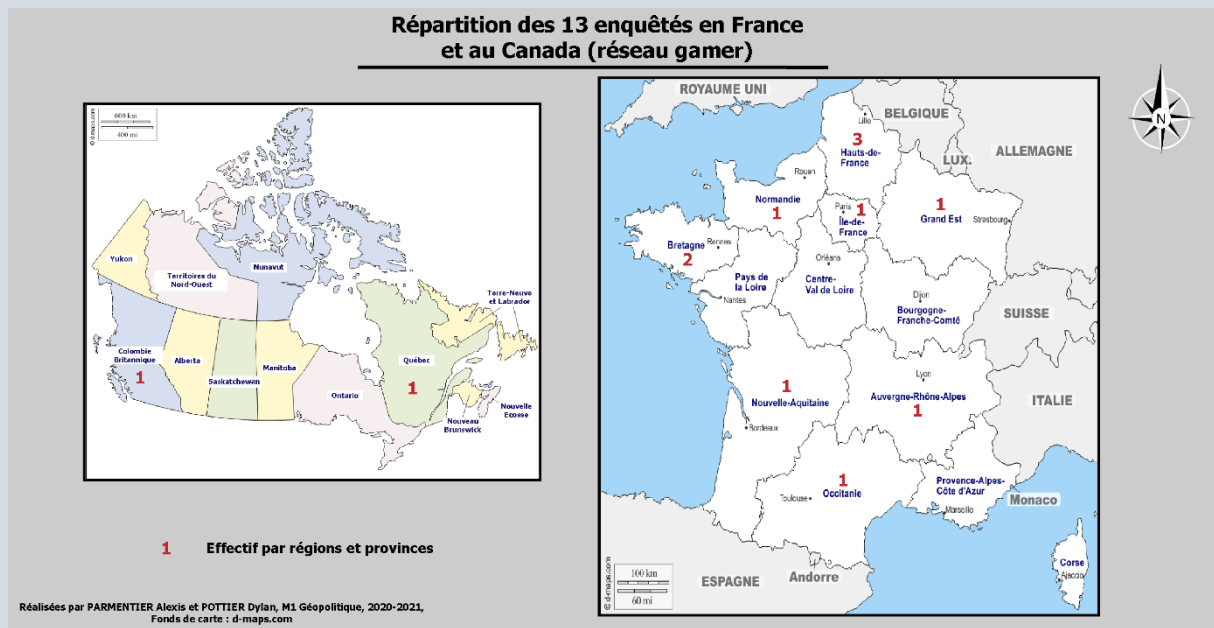 Répartition des 13 enquêtés en France
et au Canada (réseau gamer)
600 km
400 mi
© d-maps.com
Yukon
Territoires du
Nord-Ouest
Nunavut
Terre-Neuve
et Labrador
Colombie
Britannique
1
Alberta
Saskatchewan
Manitoba
Ontario
Québec
1
Nouvelle
Ecosse
Nouveau
Brunswick
ROYAUME UNI
BELGIQUE
LUX.
ALLEMAGNE
N
Lille
3
Hauts-de-
France
Rouen
Normandie
1
Paris
1
Île-de-
France
1
Grand Est
Strasbourg
Bretagne
Rennes
2
Pays de
la Loire
Nantes
Orléans
Centre-
Val de Loire
Dijon
Bourgogne-
Franche-Comté
SUISSE
1
Nouvelle-Aquitaine
Bordeaux
Lyon
Auvergne-Rhône-Alpes
1
ITALIE
1
Occitanie
Toulouse
Provence-Alpes-
Côte d'Azur
Marseille
Monaco
Corse
Ajaccio
ESPAGNE
Andorre
100 km
60 mi
© d-maps.com
1 Effectif par régions et provinces
Réalisées par PARMENTIER Alexis et POTTIER Dylan, M1 Géopolitique, 2020-2021,
Fonds de carte : d-maps.com